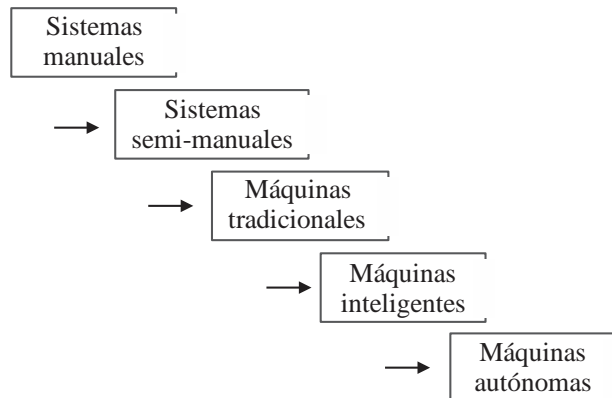 Sistemas
manuales
Sistemas
semi-manuales
Máquinas
tradicionales
Máquinas
inteligentes
Máquinas
autónomas